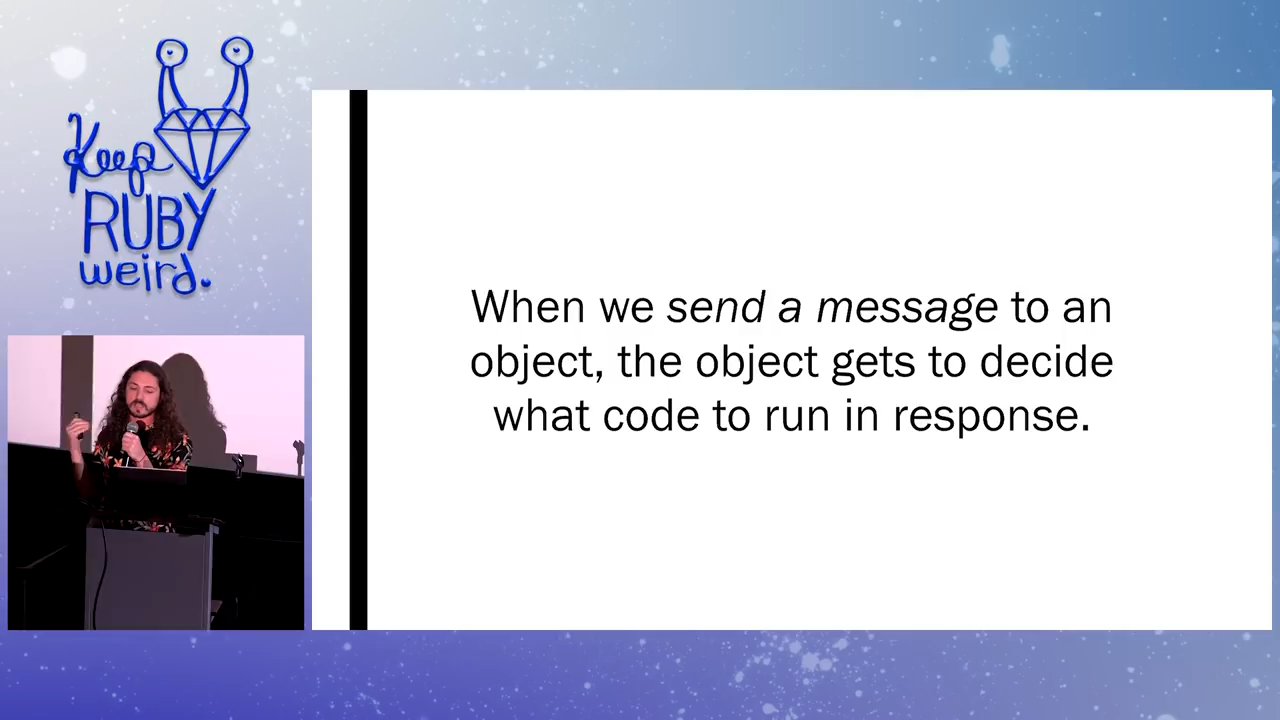 Keep
RUBY
weird.
When we send a message to an
object, the object gets to decide
what code to run in response.